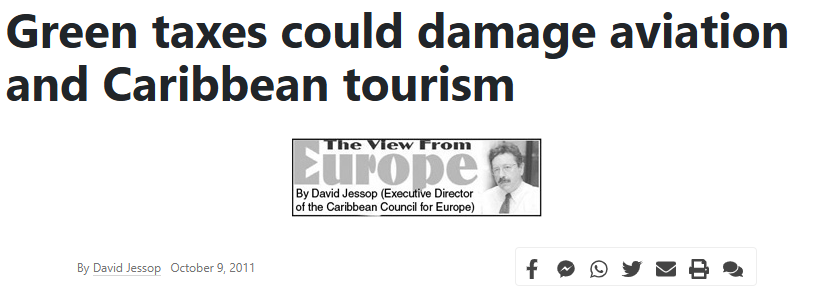 Green taxes could damage aviation
and Caribbean tourism
The View From
Europe
By David Jessop (Executive Director
of the Caribbean Council for Europe)
By David Jessop October 9, 2011